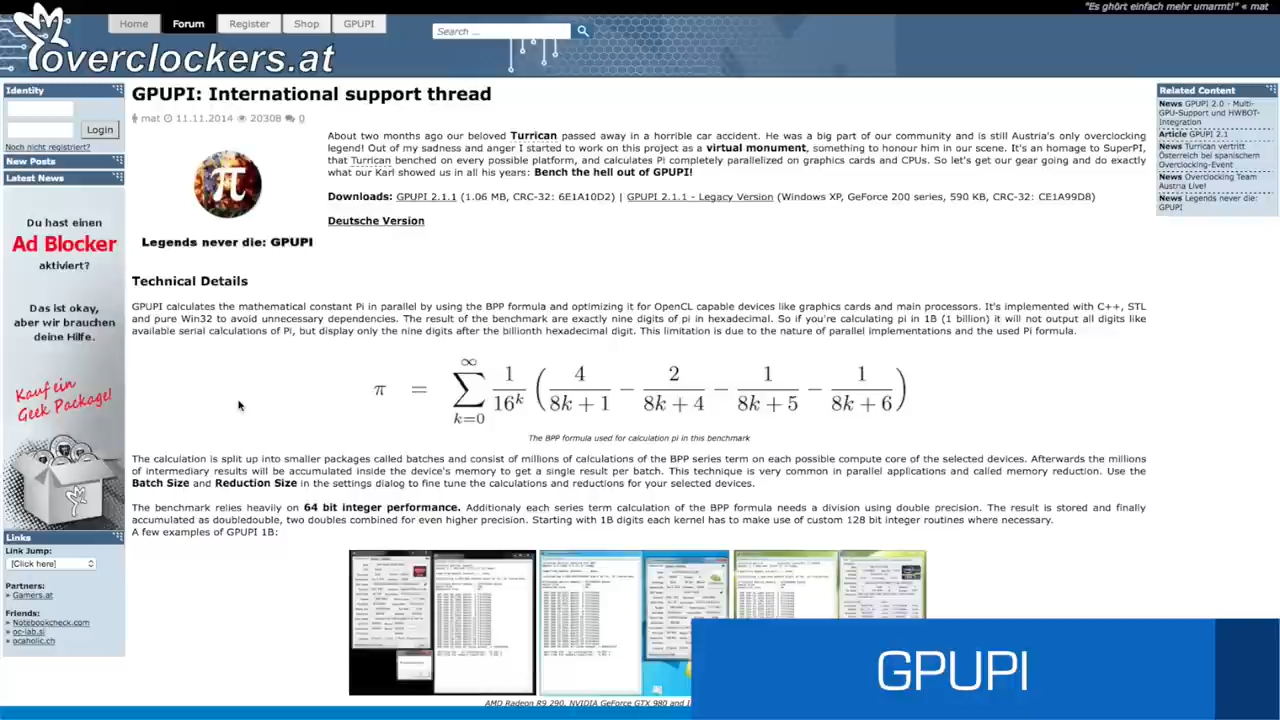 "Es ghört einfach mehr umarmt!" « mat
Home Forum Register Shop GPUPI
Search ...
overclockers.at
Identity
Login
Noch nicht registriert?
New Posts
Latest News
Du hast einen
Ad Blocker
aktiviert?
Das ist okay,
aber wir brauchen
deine Hilfe.
Kauf ein
Geek Package!
Links
Link Jump:
[Click here]
Partners:
» Gamers.at
Friends:
» Notebookcheck.com
» oc-lab.si
» ocaholic.ch
GPUPI: International support thread
mat 11.11.2014 20308 0
Legends never die: GPUPI
About two months ago our beloved Turrican passed away in a horrible car accident. He was a big part of our community and is still Austria's only overclocking
legend! Out of my sadness and anger I started to work on this project as a virtual monument, something to honour him in our scene. It's an homage to SuperPI,
that Turrican benched on every possible platform, and calculates Pi completely parallelized on graphics cards and CPUs. So let's get our gear going and do exactly
what our Karl showed us in all his years: Bench the hell out of GPUPI!
Downloads: GPUPI 2.1.1 (1.06 MB, CRC-32: 6E1A10D2) | GPUPI 2.1.1 - Legacy Version (Windows XP, GeForce 200 series, 590 KB, CRC-32: CE1A99D8)
Deutsche Version
Technical Details
GPUPI calculates the mathematical constant Pi in parallel by using the BPP formula and optimizing it for OpenCL capable devices like graphics cards and main processors. It's implemented with C++, STL
and pure Win32 to avoid unnecessary dependencies. The result of the benchmark are exactly nine digits of pi in hexadecimal. So if you're calculating pi in 1B (1 billion) it will not output all digits like
available serial calculations of Pi, but display only the nine digits after the billionth hexadecimal digit. This limitation is due to the nature of parallel implementations and the used Pi formula.
π = ∑_{k=0}^{∞} 1/16^k ( 4/(8k + 1) − 2/(8k + 4) − 1/(8k + 5) − 1/(8k + 6) )
The BPP formula used for calculation pi in this benchmark
The calculation is split up into smaller packages called batches and consist of millions of calculations of the BPP series term on each possible compute core of the selected devices. Afterwards the millions
of intermediary results will be accumulated inside the device's memory to get a single result per batch. This technique is very common in parallel applications and called memory reduction. Use the
Batch Size and Reduction Size in the settings dialog to fine tune the calculations and reductions for your selected devices.
The benchmark relies heavily on 64 bit integer performance. Additionaly each series term calculation of the BPP formula needs a division using double precision. The result is stored and finally
accumulated as doubledouble, two doubles combined for even higher precision. Starting with 1B digits each kernel has to make use of custom 128 bit integer routines where necessary.
A few examples of GPUPI 1B:
AMD Radeon R9 290, NVIDIA GeForce GTX 980 and
Related Content
News GPUPI 2.0 - Multi-
GPU-Support und HWBOT-
Integration
Article GPUPI 2.1
News Turrican vertritt
Österreich bei spanischem
Overclocking-Event
News Overclocking Team
Austria Live!
News Legends never die:
GPUPI
GPUPI